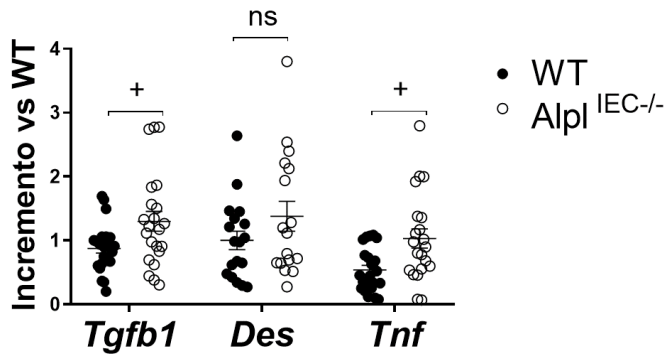 ns
+
+
Incremento vs WT
4
3
2
1
0
Tgfb1 Des Tnf
WT
Alpl IEC-/-